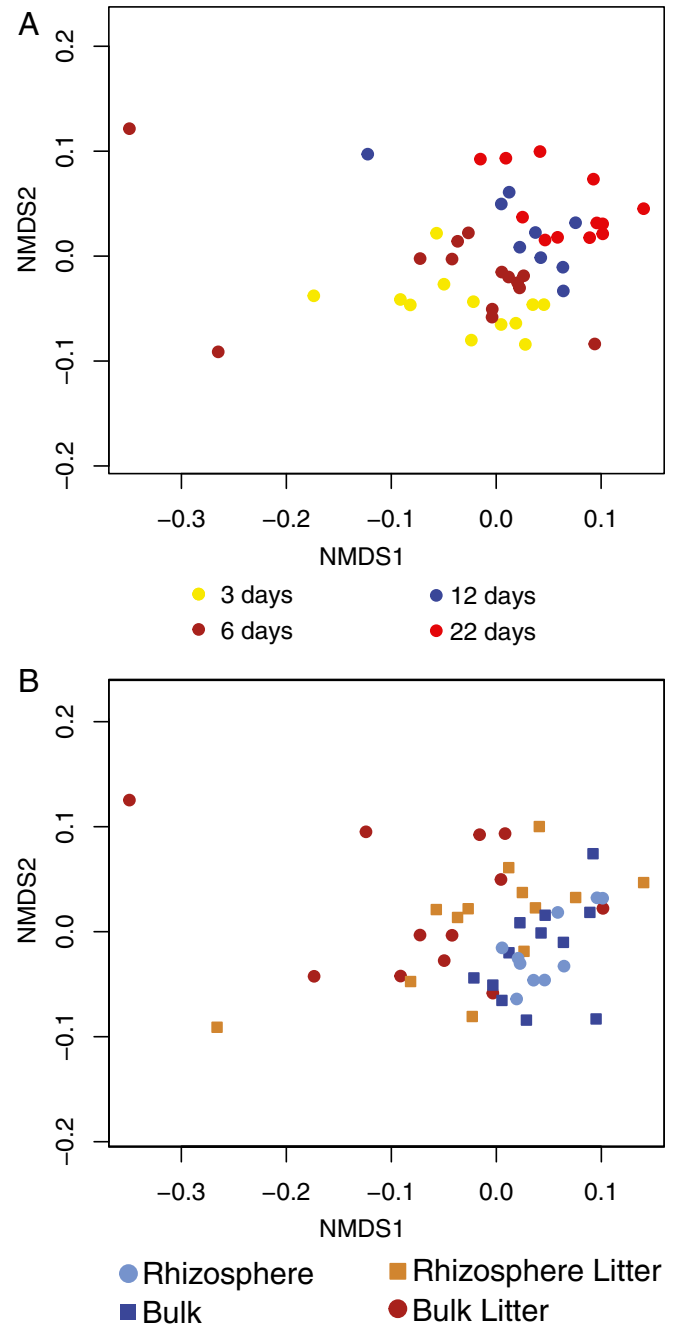 A
0.2
0.1
0.0
−0.1
−0.2
NMDS2
−0.3 −0.2 −0.1 0.0 0.1
NMDS1
3 days 12 days
6 days 22 days
B
0.2
0.1
0.0
−0.1
−0.2
NMDS2
−0.3 −0.2 −0.1 0.0 0.1
NMDS1
Rhizosphere Rhizosphere Litter
Bulk Bulk Litter